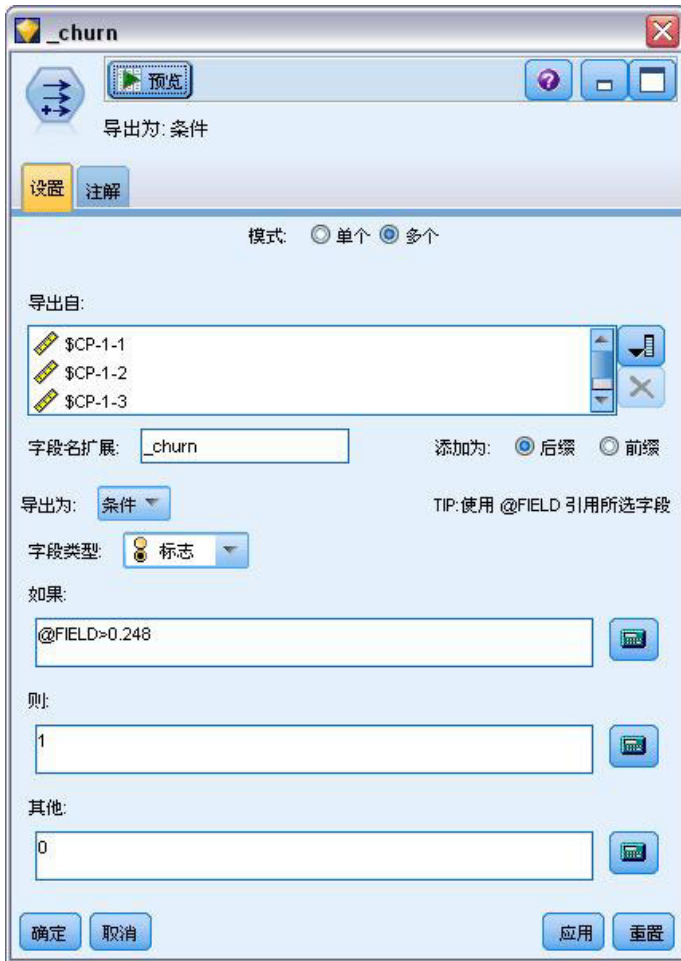 _churn
预览
导出为: 条件
设置 注解
模式: 单个 多个
导出自:
$CP-1-1
$CP-1-2
$CP-1-3
字段名扩展: _churn 添加为: 后缀 前缀
导出为: 条件 TIP:使用 @FIELD 引用所选字段
字段类型: 标志
如果:
@FIELD>0.248
则:
1
其他:
0
确定 取消 应用 重置